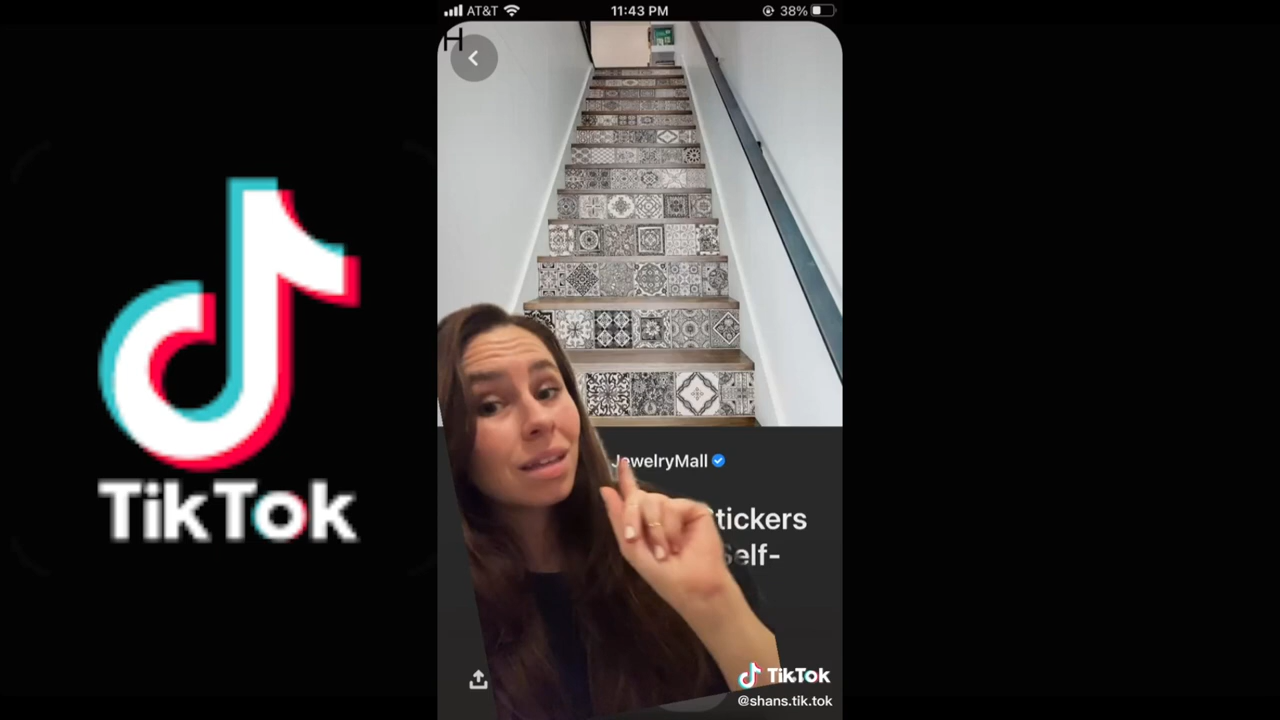 AT&T 11:43 PM 38%
H
JewelryMall
tickers
Self-
TikTok
TikTok
@shans.tik.tok